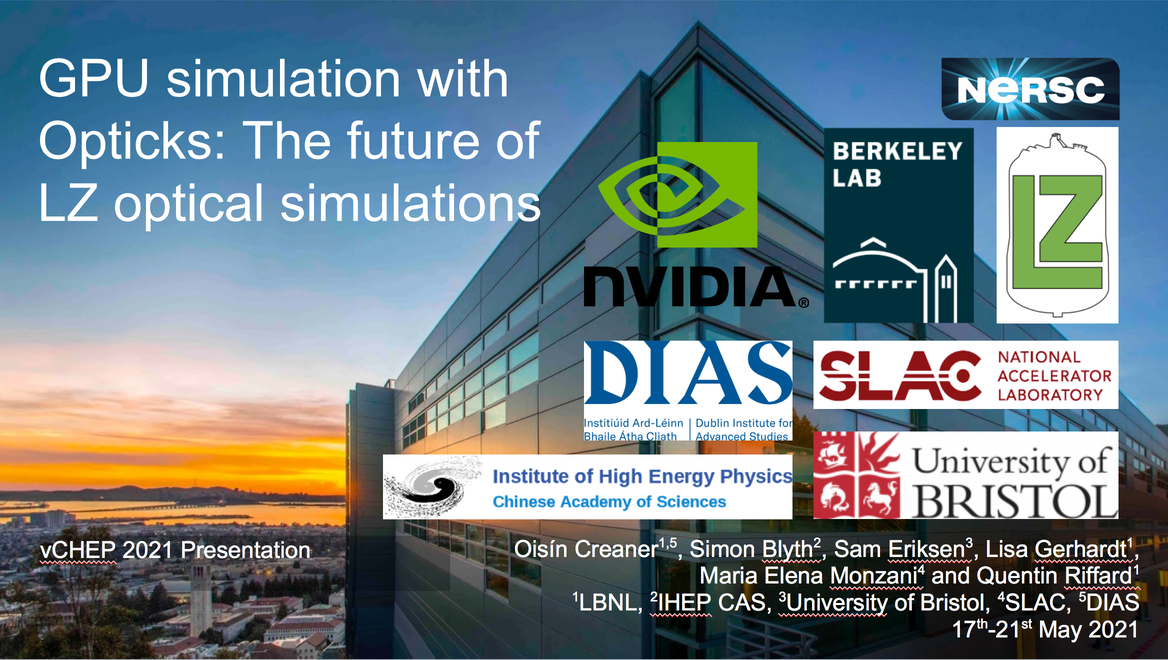 GPU simulation with
Opticks: The future of
LZ optical simulations
NERSC
NVIDIA®
BERKELEY
LAB
LZ
DIAS
Institiúid Ard-Léinn
Bhaile Átha Cliath
Dublin Institute for
Advanced Studies
SLAC
NATIONAL
ACCELERATOR
LABORATORY
Institute of High Energy Physics
Chinese Academy of Sciences
University of
BRISTOL
vCHEP 2021 Presentation
Oisín Creaner¹,⁵, Simon Blyth², Sam Eriksen³, Lisa Gerhardt¹,
Maria Elena Monzani⁴ and Quentin Riffard¹
¹LBNL, ²IHEP CAS, ³University of Bristol, ⁴SLAC, ⁵DIAS
17th-21st May 2021